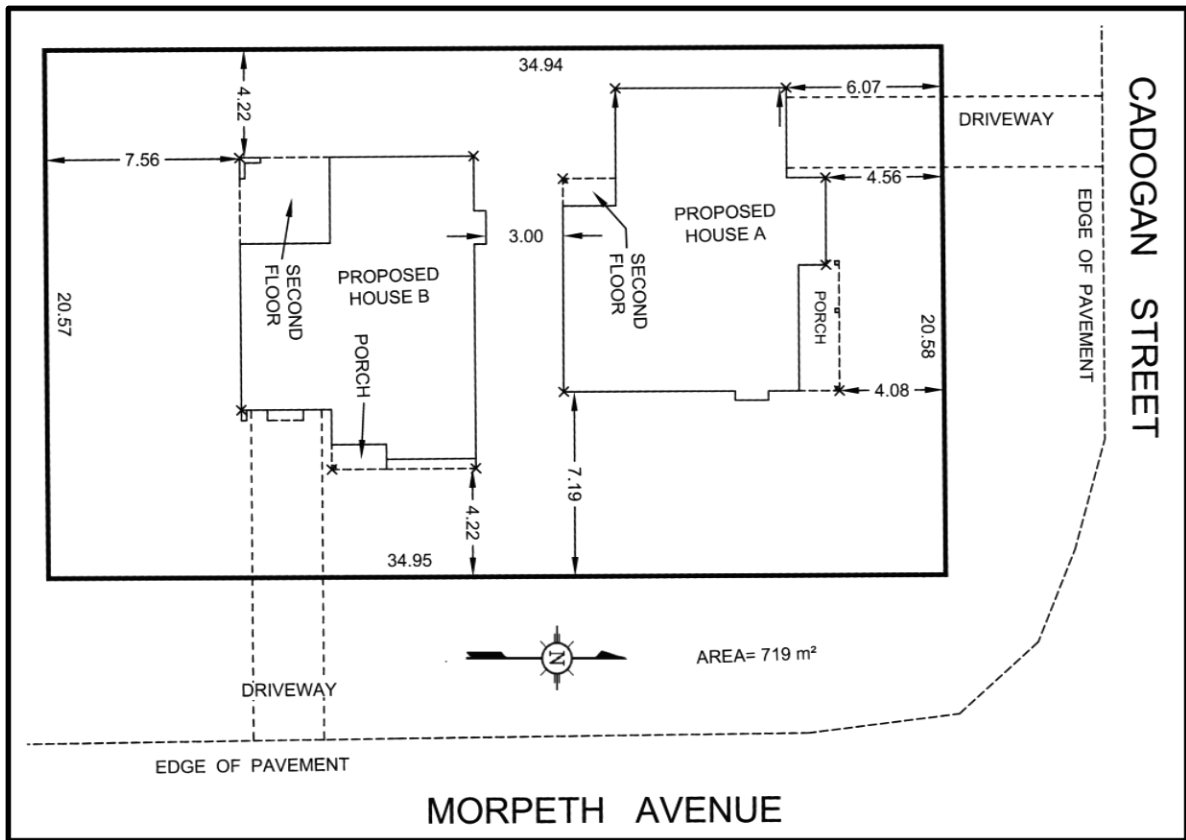 34.94
4.22
6.07
DRIVEWAY
7.56
4.56
PROPOSED
HOUSE A
3.00
SECOND
FLOOR
PROPOSED
HOUSE B
SECOND
FLOOR
PORCH
PORCH
20.57
20.58
4.08
7.19
4.22
34.95
EDGE OF PAVEMENT
CADOGAN STREET
N
AREA= 719 m²
DRIVEWAY
EDGE OF PAVEMENT
MORPETH AVENUE